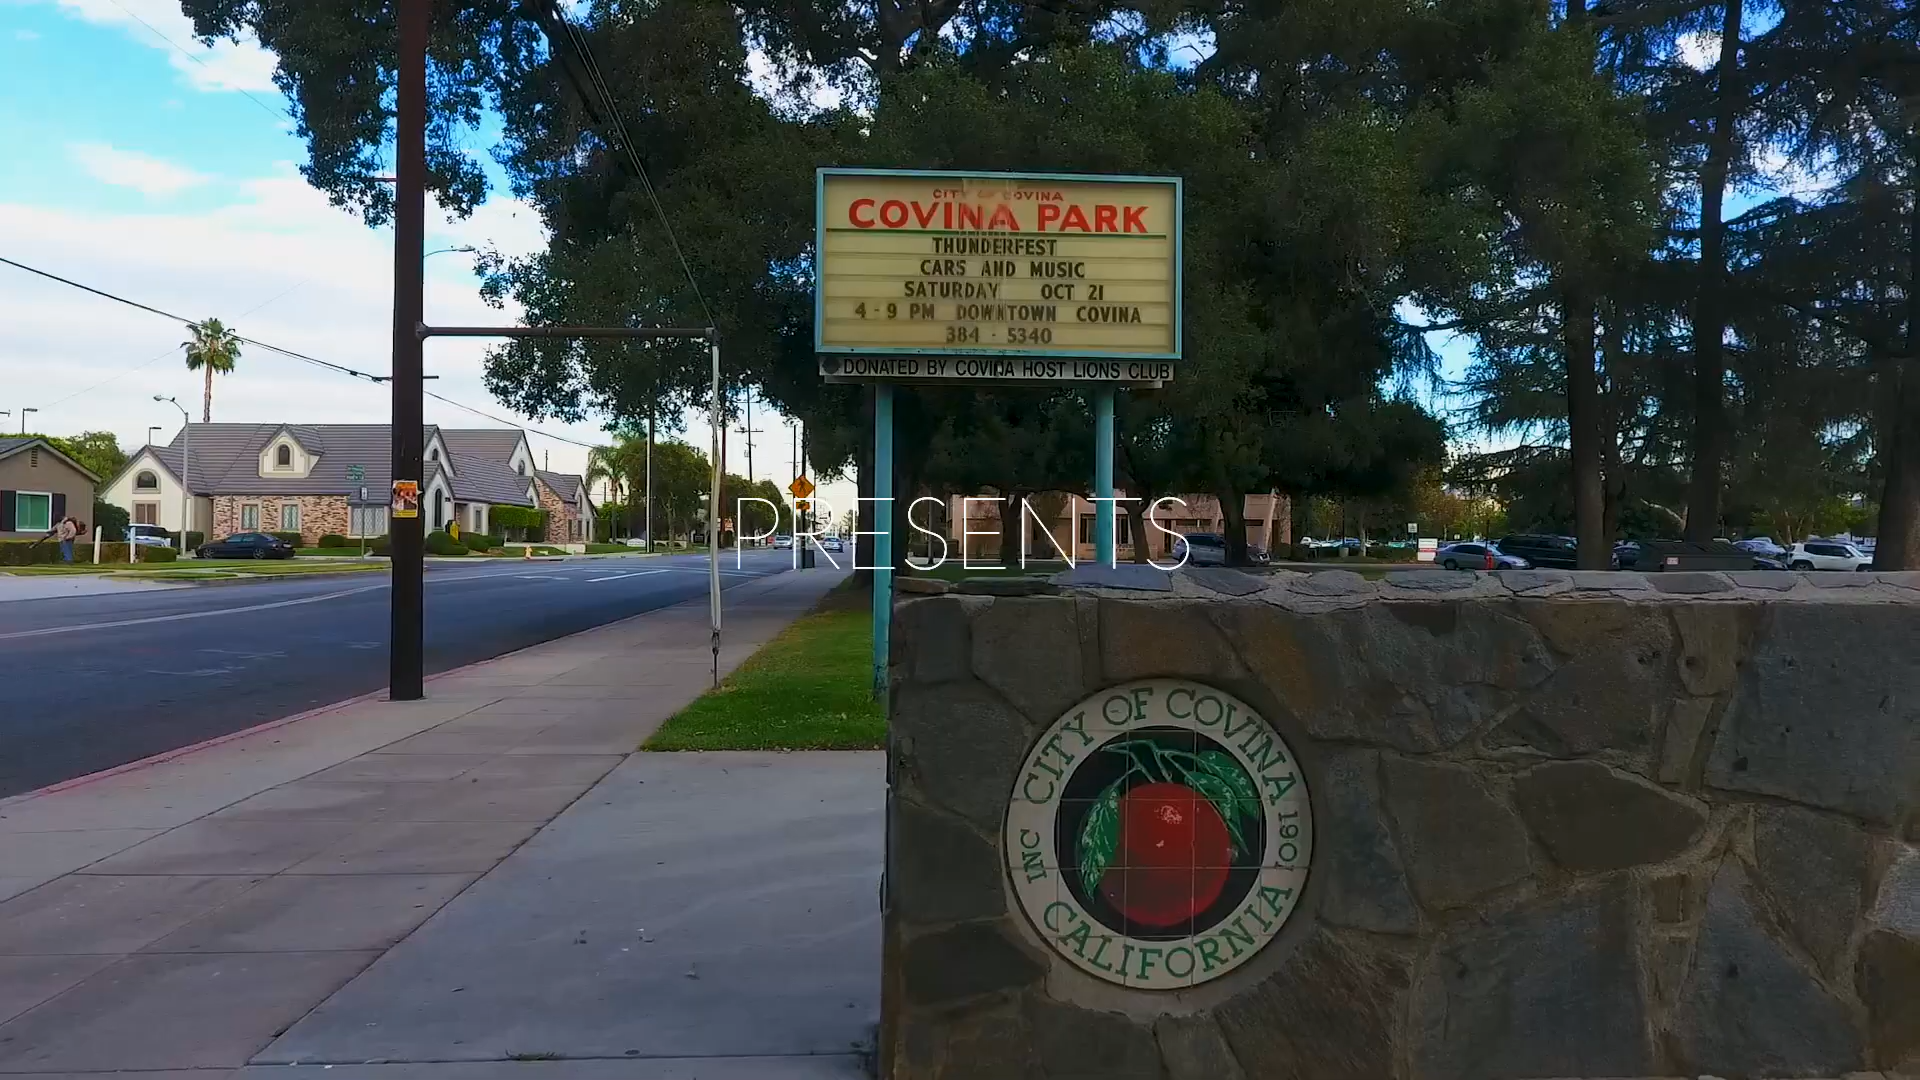 CITY OF COVINA
COVINA PARK
THUNDERFEST
CARS AND MUSIC
SATURDAY OCT 21
4 - 9 PM DOWNTOWN COVINA
384 - 5340
DONATED BY COVINA HOST LIONS CLUB
PRESENTS
CITY OF COVINA
INC 1901
CALIFORNIA